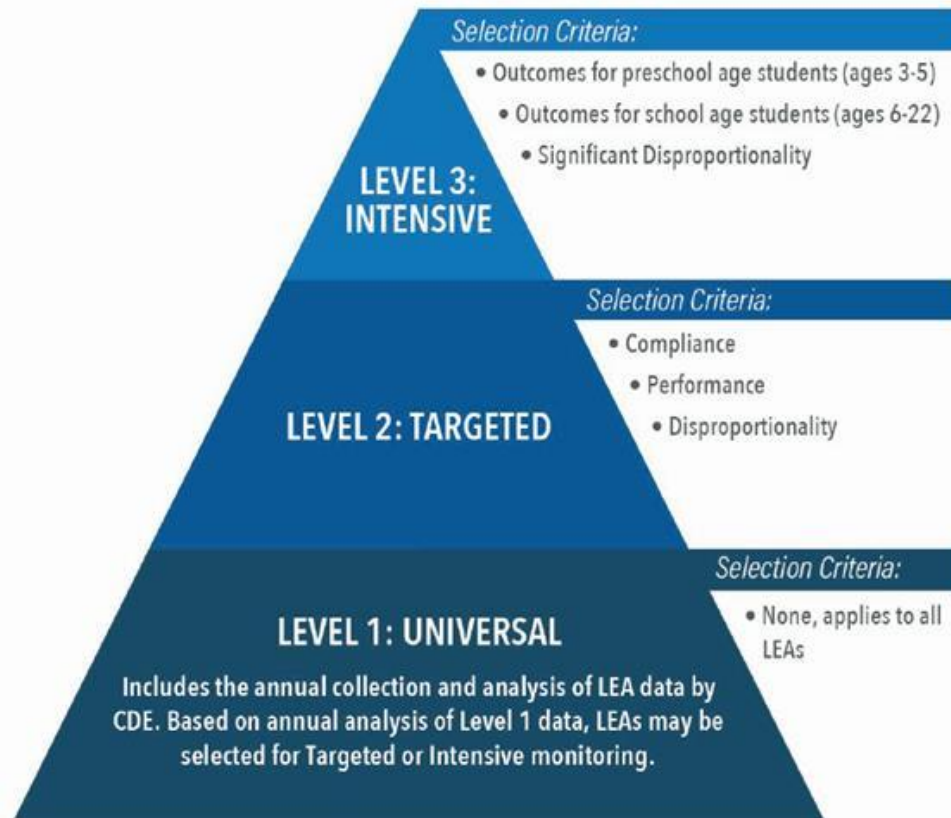 Selection Criteria:
• Outcomes for preschool age students (ages 3-5)
• Outcomes for school age students (ages 6-22)
• Significant Disproportionality
LEVEL 3:
INTENSIVE
Selection Criteria:
• Compliance
• Performance
• Disproportionality
LEVEL 2: TARGETED
Selection Criteria:
• None, applies to all
LEAs
LEVEL 1: UNIVERSAL
Includes the annual collection and analysis of LEA data by
CDE. Based on annual analysis of Level 1 data, LEAs may be
selected for Targeted or Intensive monitoring.